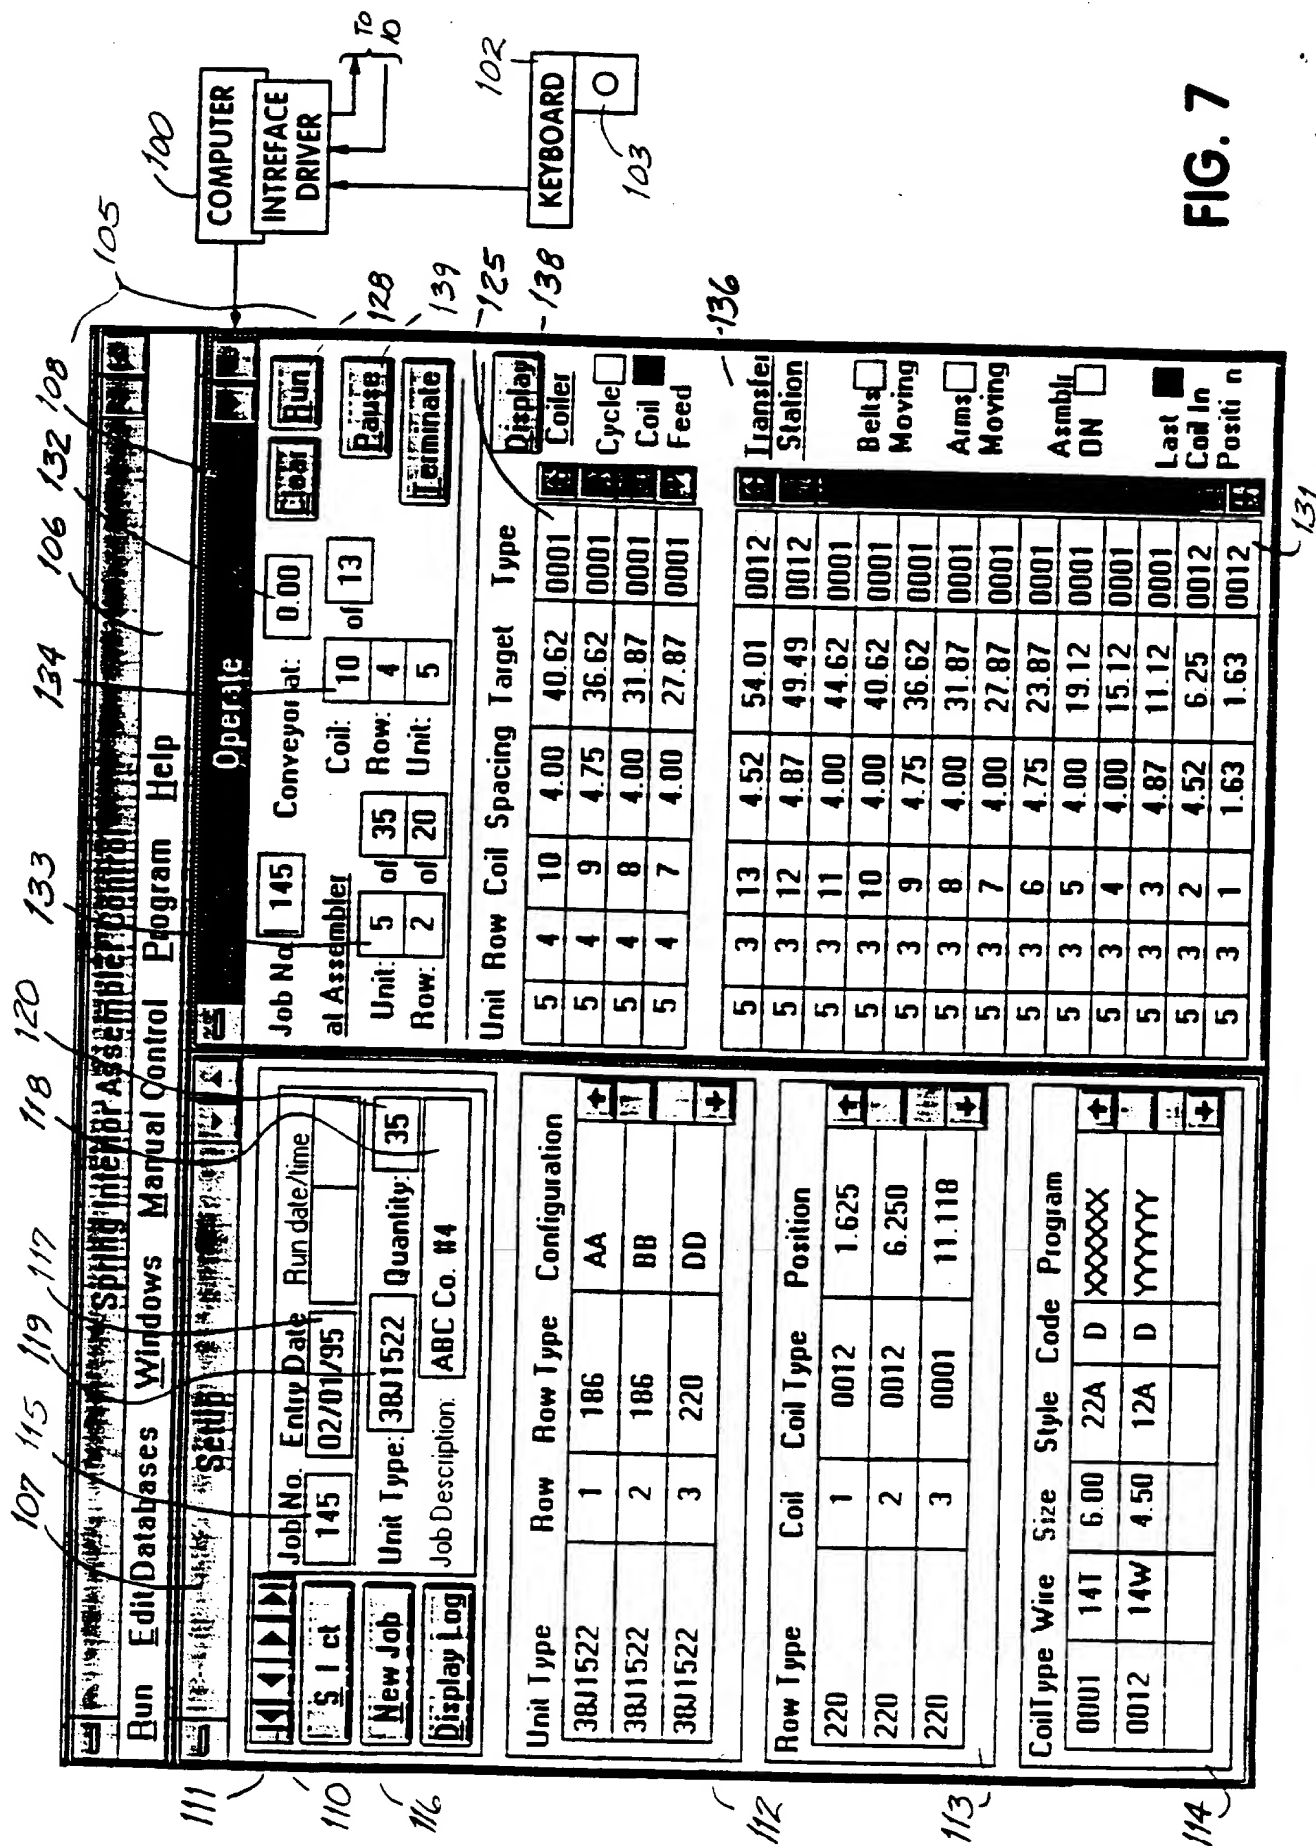 105
100
COMPUTER
INTREFACE
DRIVER
TO
10
102
KEYBOARD
O
103
107
115
119
117
118
120
133
134
106
132
108
128
139
125
138
136
131
111
110
116
112
113
114
Spring Interior Assembler Control
Run Edit/Databases Windows Manual Control Program Help
Setup
S l ct
New Job
Display Log
Job No. Entry Date Run date/time
145 02/01/95
Unit Type: 38J1522 Quantity: 35
Job Description: ABC Co. #4
Unit Type Row Row Type Configuration
38J1522 1 186 AA
38J1522 2 186 BB
38J1522 3 220 DD
Row Type Coil Coil Type Position
220 1 0012 1.625
220 2 0012 6.250
220 3 0001 11.118
CoilType Wire Size Style Code Program
0001 14T 6.00 22A D XXXXXX
0012 14W 4.50 12A D YYYYYY
Operate
Job No 145 Conveyor at: 0.00 Clear Run
at Assembler Coil: 10 of 13 Pause
Unit: 5 of 35 Row: 4
Row: 2 of 20 Unit: 5 Terminate
Unit Row Coil Spacing Target Type Display
5 4 10 4.00 40.62 0001
5 4 9 4.75 36.62 0001
5 4 8 4.00 31.87 0001
5 4 7 4.00 27.87 0001
Coiler
Cycle
Coil
Feed
5 3 13 4.52 54.01 0012
5 3 12 4.87 49.49 0012
5 3 11 4.00 44.62 0001
5 3 10 4.00 40.62 0001
5 3 9 4.75 36.62 0001
5 3 8 4.00 31.87 0001
5 3 7 4.00 27.87 0001
5 3 6 4.75 23.87 0001
5 3 5 4.00 19.12 0001
5 3 4 4.00 15.12 0001
5 3 3 4.87 11.12 0001
5 3 2 4.52 6.25 0012
5 3 1 1.63 1.63 0012
Transfer
Station
Belts
Moving
Arms
Moving
Asmblr
ON
Last
Coil In
Positi n
FIG. 7